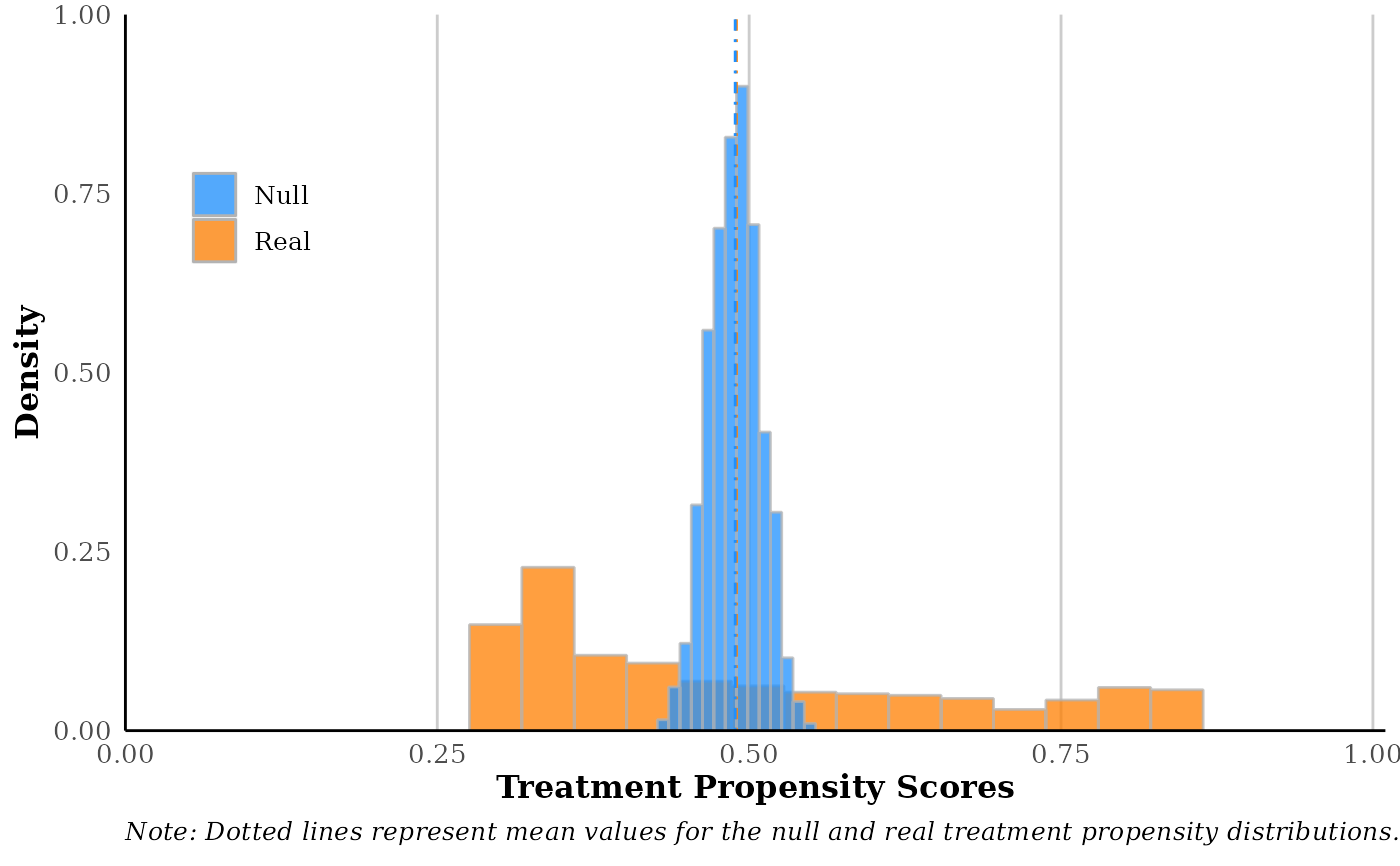 1.00
0.75
0.50
0.25
0.00
Density
Null
Real
0.00 0.25 0.50 0.75 1.00
Treatment Propensity Scores
Note: Dotted lines represent mean values for the null and real treatment propensity distributions.